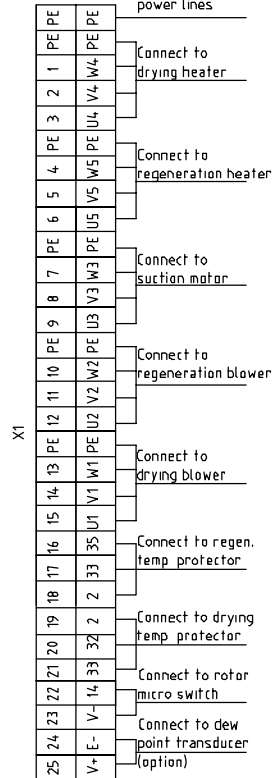 power lines
PE PE
PE PE
1 W4
2 V4
3 U4
Connect to
drying heater
PE PE
4 W5
5 V5
6 U5
Connect to
regeneration heater
PE PE
7 W3
8 V3
9 U3
Connect to
suction motor
PE PE
10 W2
11 V2
12 U2
Connect to
regeneration blower
X1
PE PE
13 W1
14 V1
15 U1
Connect to
drying blower
16 35
17 33
18 2
Connect to regen.
temp protector
19 2
20 32
21 33
Connect to drying
temp protector
22 14
23 V-
Connect to rotor
micro switch
24 E-
25 V+
Connect to dew
point transducer
(option)